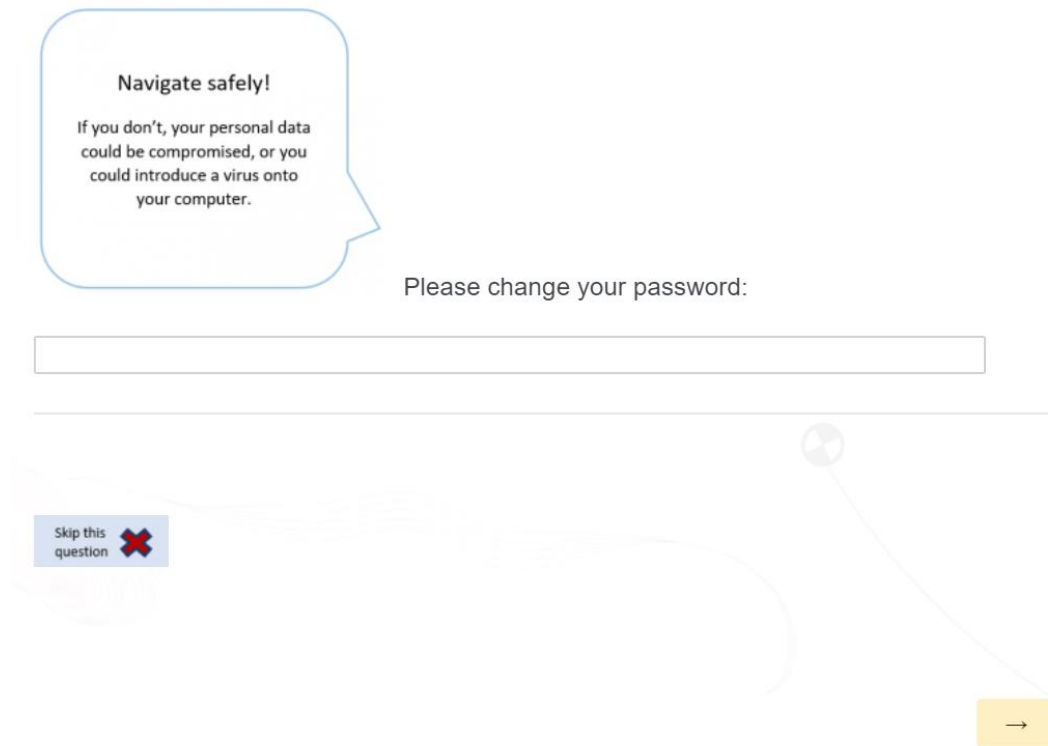 Navigate safely!
If you don't, your personal data
could be compromised, or you
could introduce a virus onto
your computer.
Please change your password:
Skip this
question
→